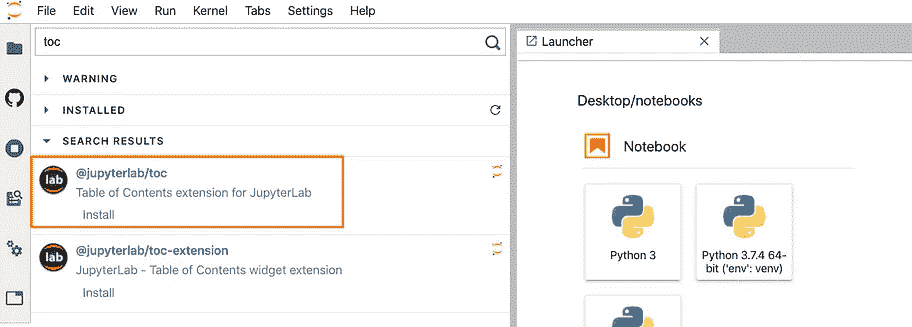 File Edit View Run Kernel Tabs Settings Help
toc
WARNING
INSTALLED
SEARCH RESULTS
lab @jupyterlab/toc
Table of Contents extension for JupyterLab
Install
lab @jupyterlab/toc-extension
JupyterLab - Table of Contents widget extension
Install
Launcher
Desktop/notebooks
Notebook
Python 3
Python 3.7.4 64-
bit ('env': venv)